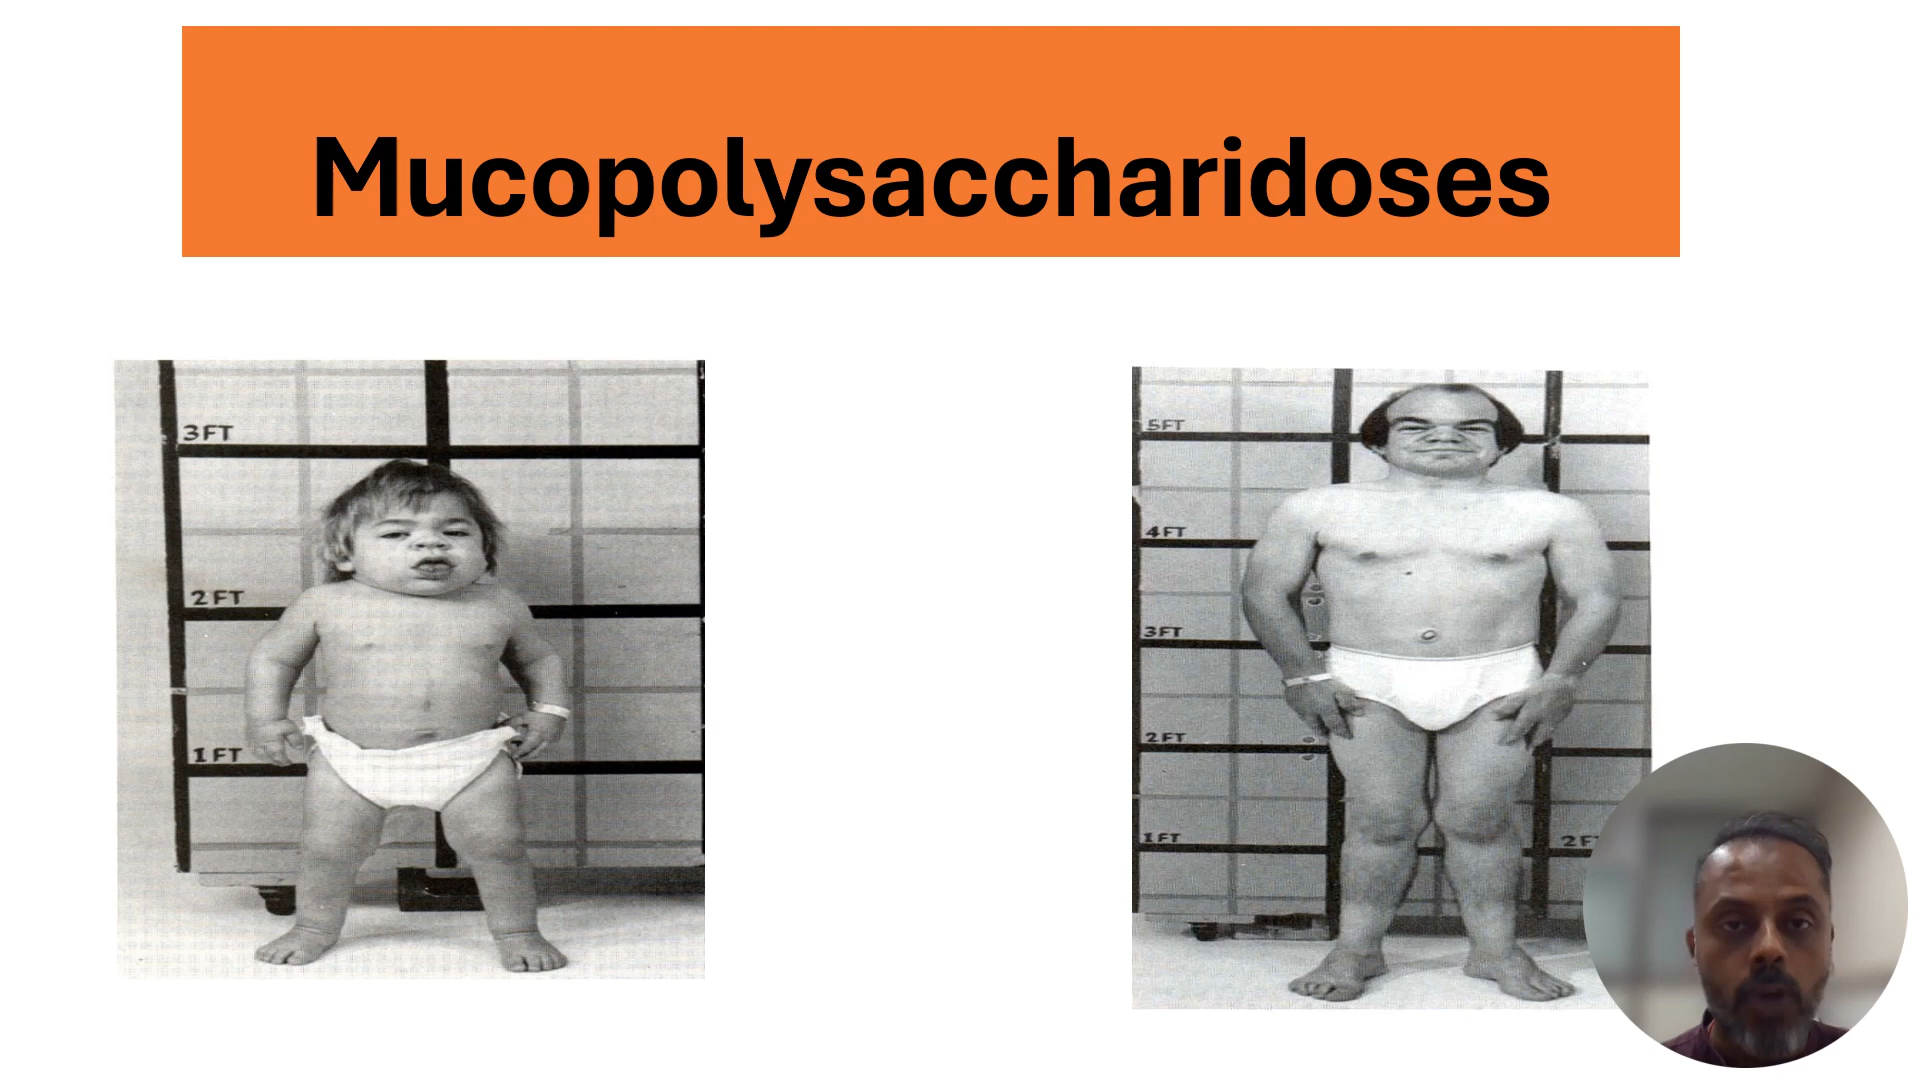 Mucopolysaccharidoses
3FT
2FT
1FT
5FT
4FT
3FT
2FT
1FT